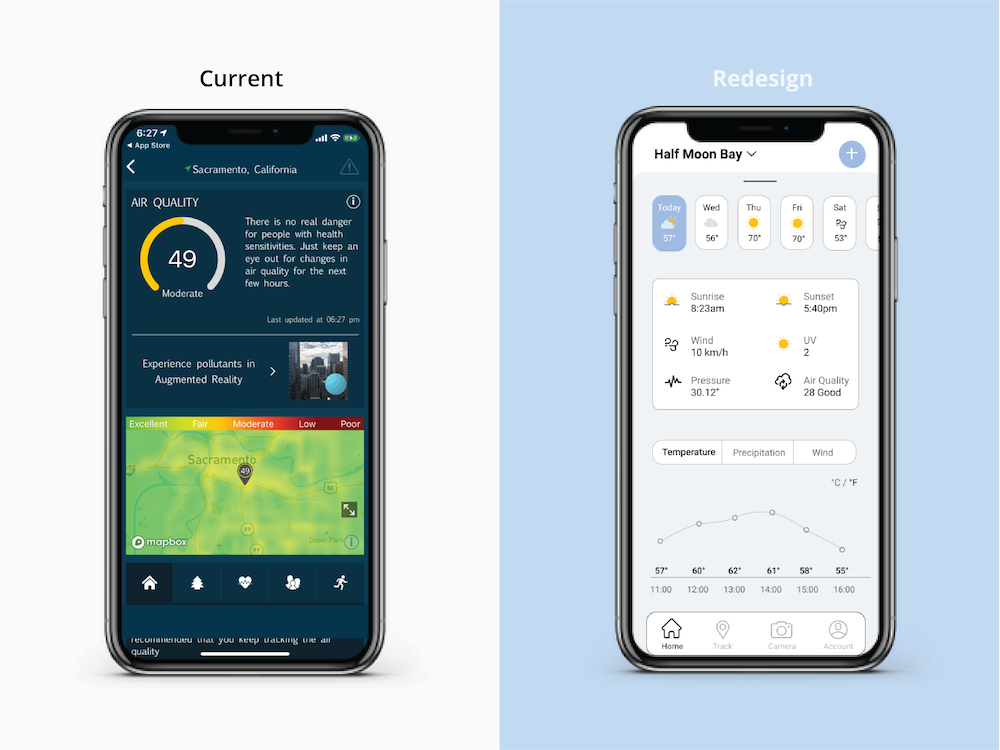 Current
6:27
App Store
Sacramento, California
AIR QUALITY
i
49
Moderate
There is no real danger
for people with health
sensitivities. Just keep an
eye out for changes in
air quality for the next
few hours.
Last updated at 06:27 pm
Experience pollutants in
Augmented Reality
Excellent Fair Moderate Low Poor
Sacramento
49
mapbox
i
recommended that you keep tracking the air
quality
Redesign
Half Moon Bay
+
Today Wed Thu Fri Sat S
57° 56° 70° 70° 53°
Sunrise
8:23am
Sunset
5:40pm
Wind
10 km/h
UV
2
Pressure
30.12"
Air Quality
28 Good
Temperature Precipitation Wind
°C / °F
57° 60° 62° 61° 58° 55°
11:00 12:00 13:00 14:00 15:00 16:00
Home Track Camera Account